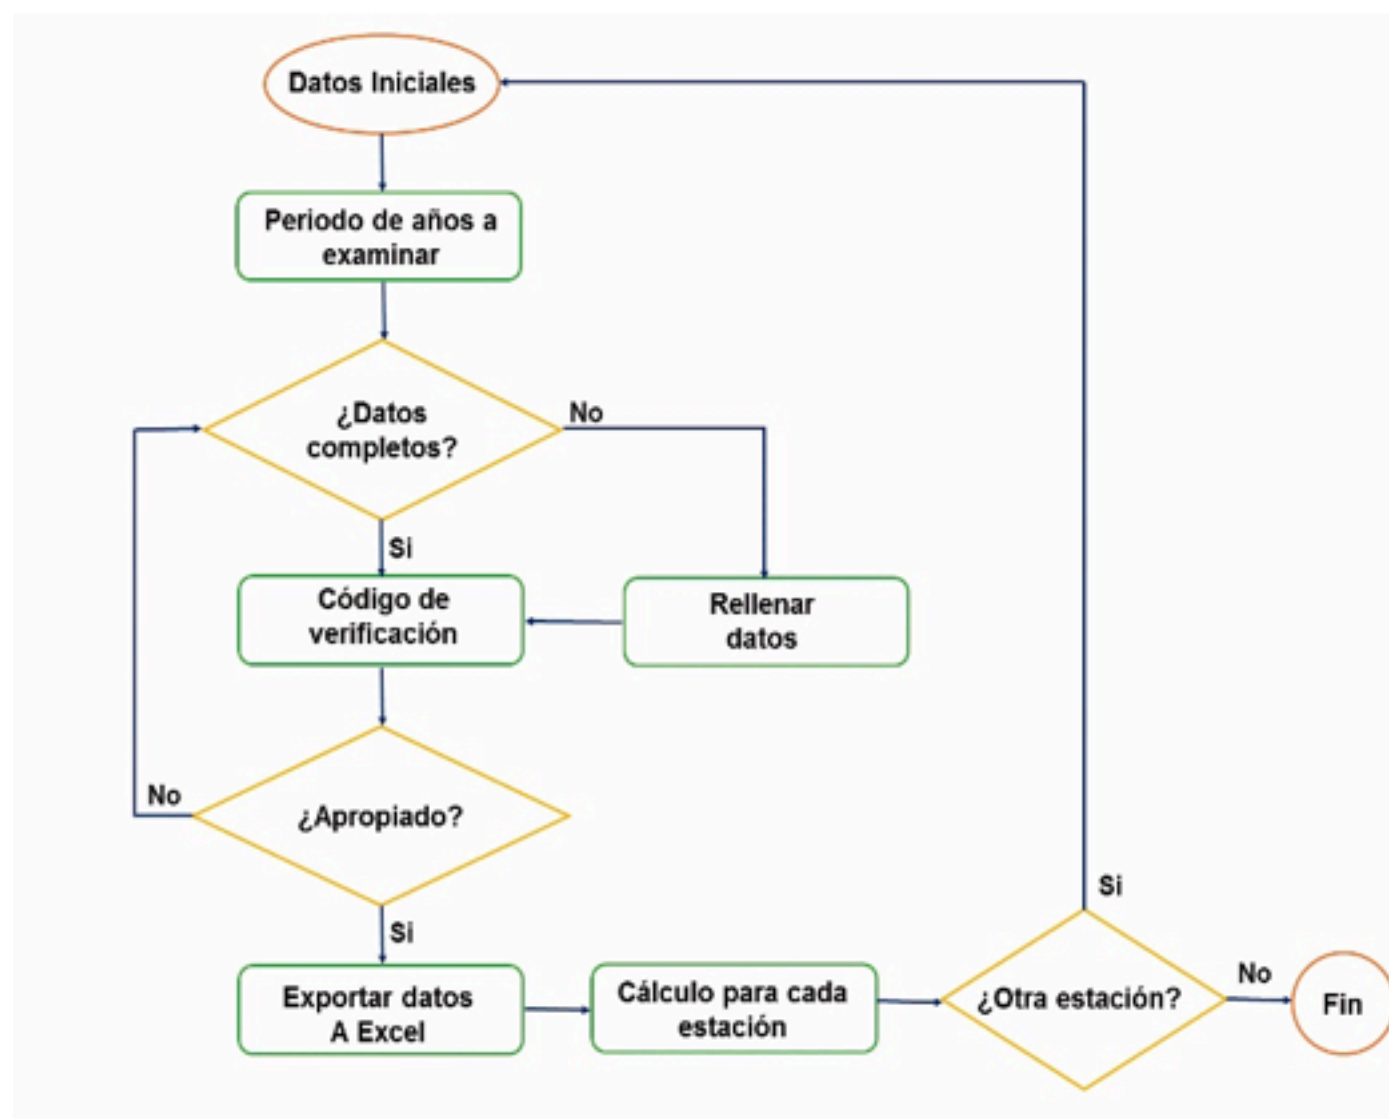 Datos Iniciales
Periodo de años a
examinar
¿Datos
completos?
No
Si
Código de
verificación
Rellenar
datos
No
¿Apropiado?
Si
Exportar datos
A Excel
Cálculo para cada
estación
Si
¿Otra estación?
No
Fin